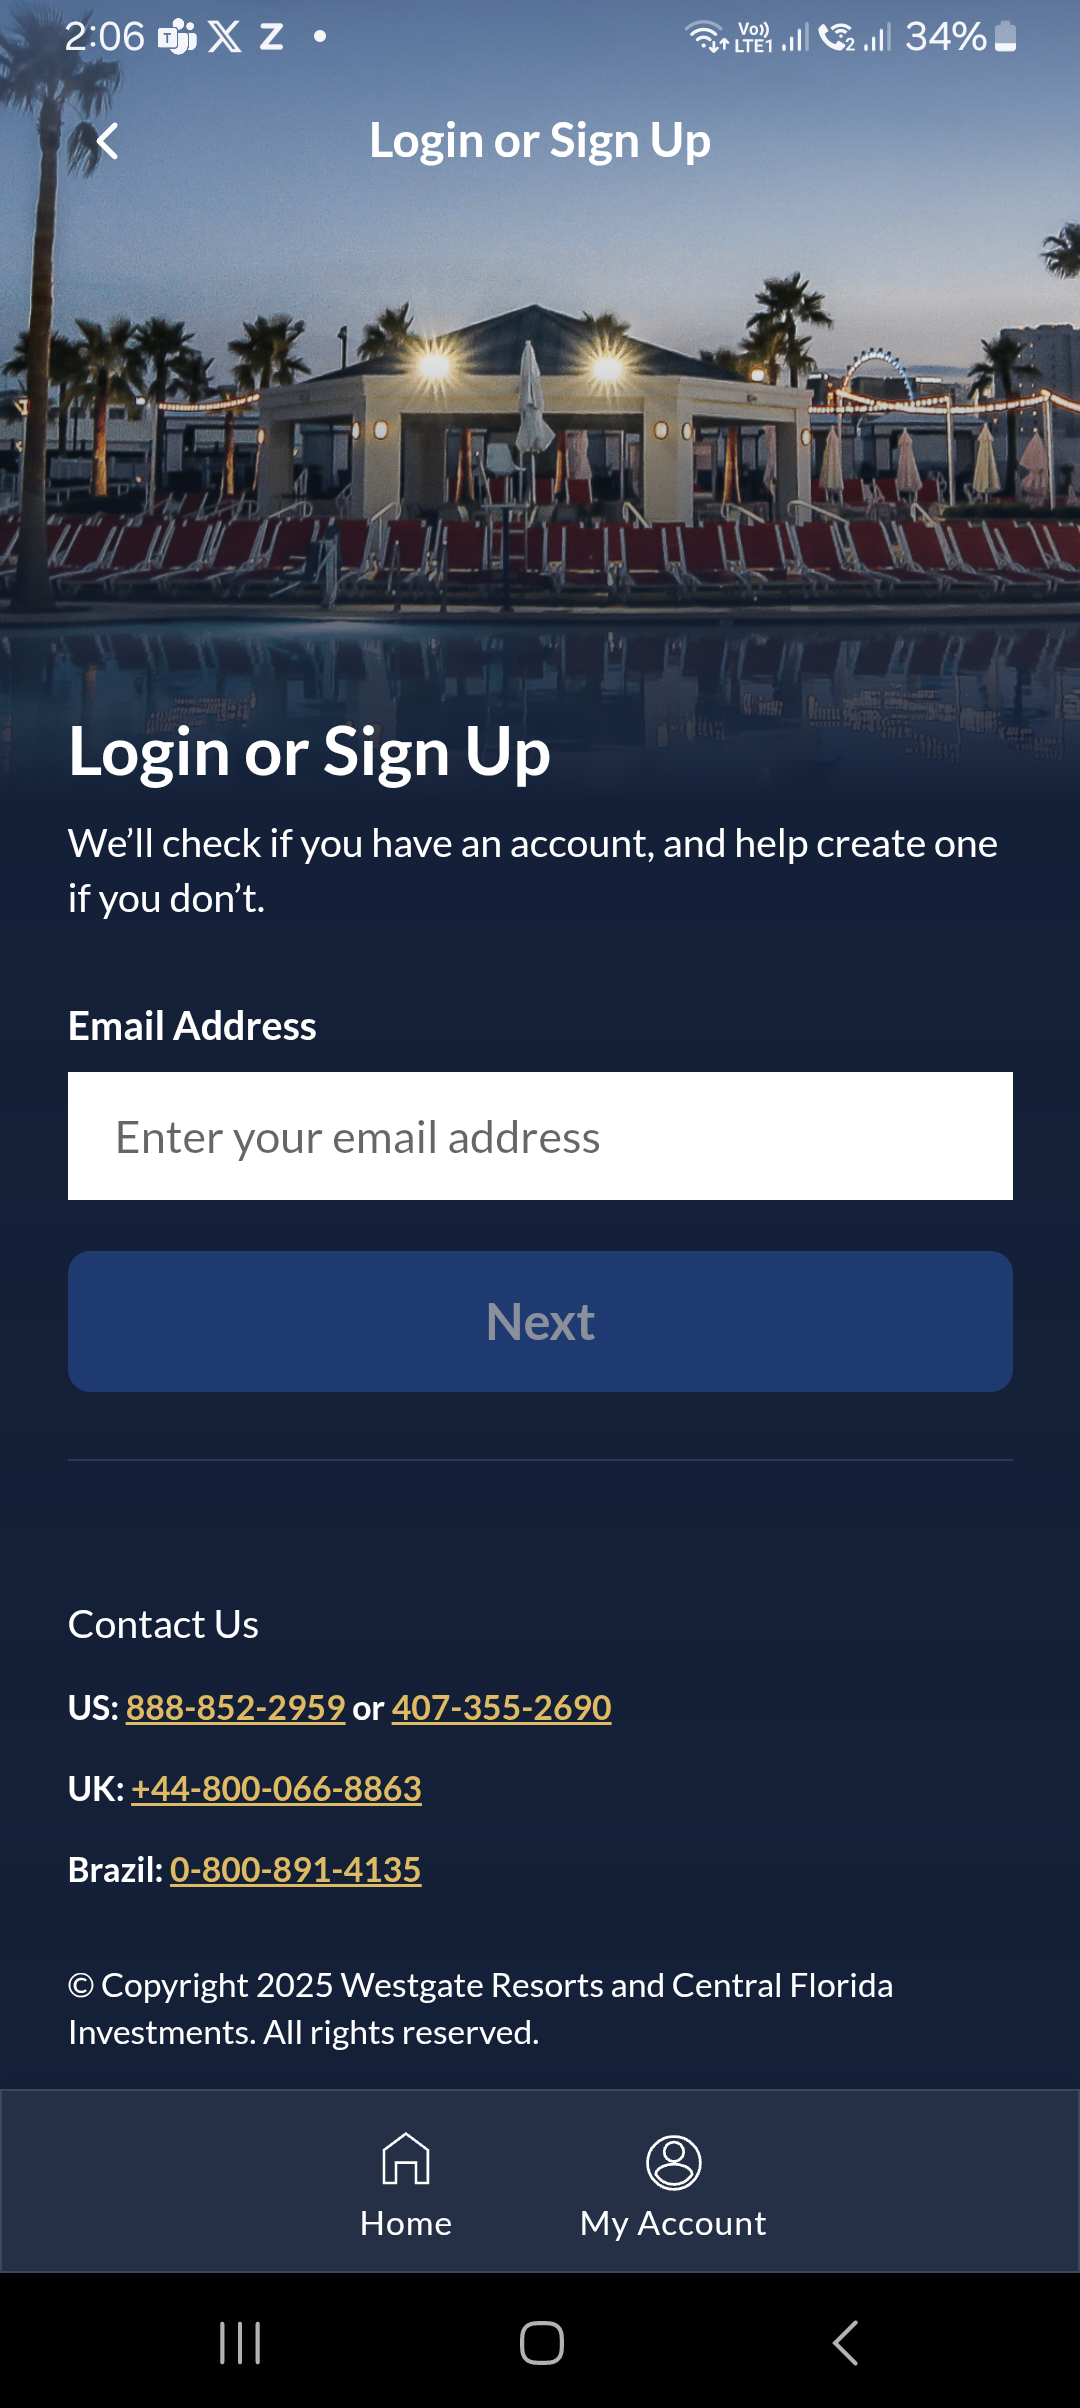 2:06
Vo)) LTE1
2
34%
Login or Sign Up
Login or Sign Up
We’ll check if you have an account, and help create one
if you don’t.
Email Address
Enter your email address
Next
Contact Us
US: 888-852-2959 or 407-355-2690
UK: +44-800-066-8863
Brazil: 0-800-891-4135
© Copyright 2025 Westgate Resorts and Central Florida
Investments. All rights reserved.
Home
My Account